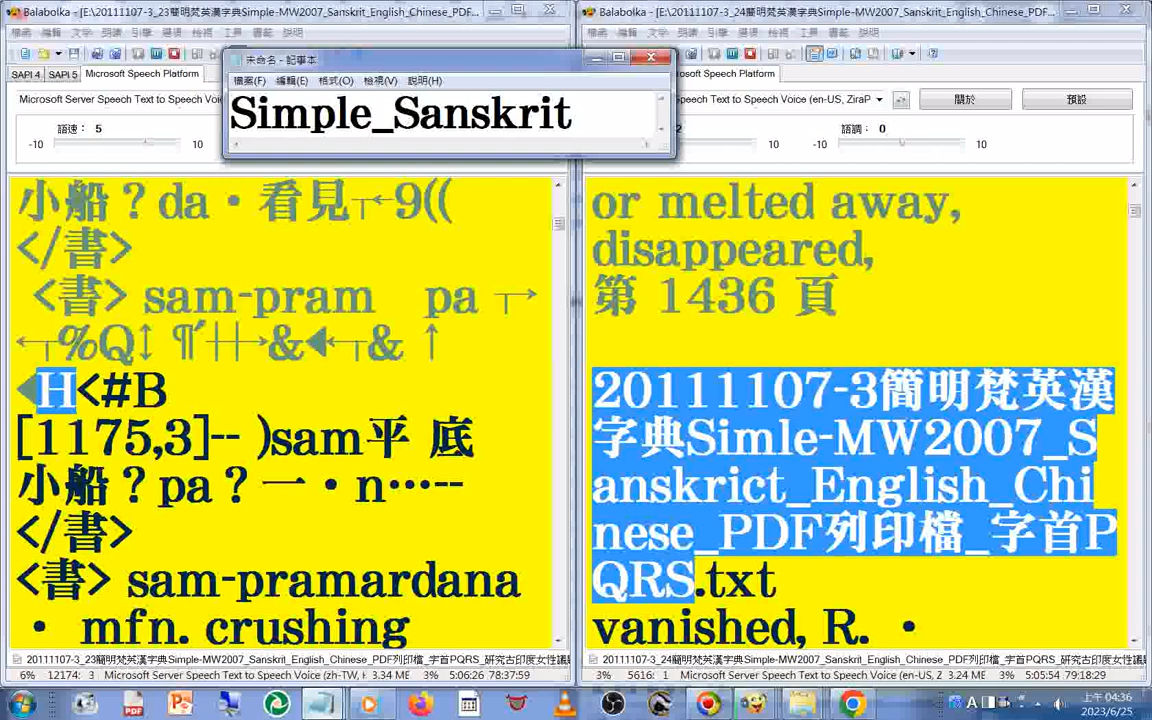 Balabolka - [E:\20111107-3_23簡明梵英漢字典Simple-MW2007_Sanskrit_English_Chinese_PDF...
Balabolka - [E:\20111107-3_24簡明梵英漢字典Simple-MW2007_Sanskrit_English_Chinese_PDF...
未命名 - 記事本
檔案(F) 編輯(E) 格式(O) 檢視(V) 說明(H)
Simple_Sanskrit
SAPI 4 SAPI 5 Microsoft Speech Platform
Microsoft Server Speech Text to Speech Voi
語速： 5
-10 10
Speech Text to Speech Voice (en-US, ZiraP
關於 預設
語調： 0
10 -10 10
小船？da・看見┬←9((
</書>
<書> sam-pram pa ┬→
←┬%Q↕ ¶┼┼→&◀┬& ↑
◀H<#B
[1175,3]-- )sam平 底
小船？pa？一・n…--
</書>
<書> sam-pramardana
• mfn. crushing
or melted away,
disappeared,
第 1436 頁
20111107-3簡明梵英漢
字典Simle-MW2007_S
anskrict_English_Chi
nese_PDF列印檔_字首P
QRS.txt
vanished, R. •
20111107-3_23簡明梵英漢字典Simple-MW2007_Sanskrit_English_Chinese_PDF列印檔_字首PQRS_研究古印度女性議
6% 12174: 3 Microsoft Server Speech Text to Speech Voice (zh-TW, H 3.34 ME 3% 5:06:26 78:37:59
20111107-3_24簡明梵英漢字典Simple-MW2007_Sanskrit_English_Chinese_PDF列印檔_字首PQRS_研究古印度女性議
3% 5616: 1 Microsoft Server Speech Text to Speech Voice (en-US, Z 3.24 ME 3% 5:05:54 79:18:29
上午 04:36
2023/6/25